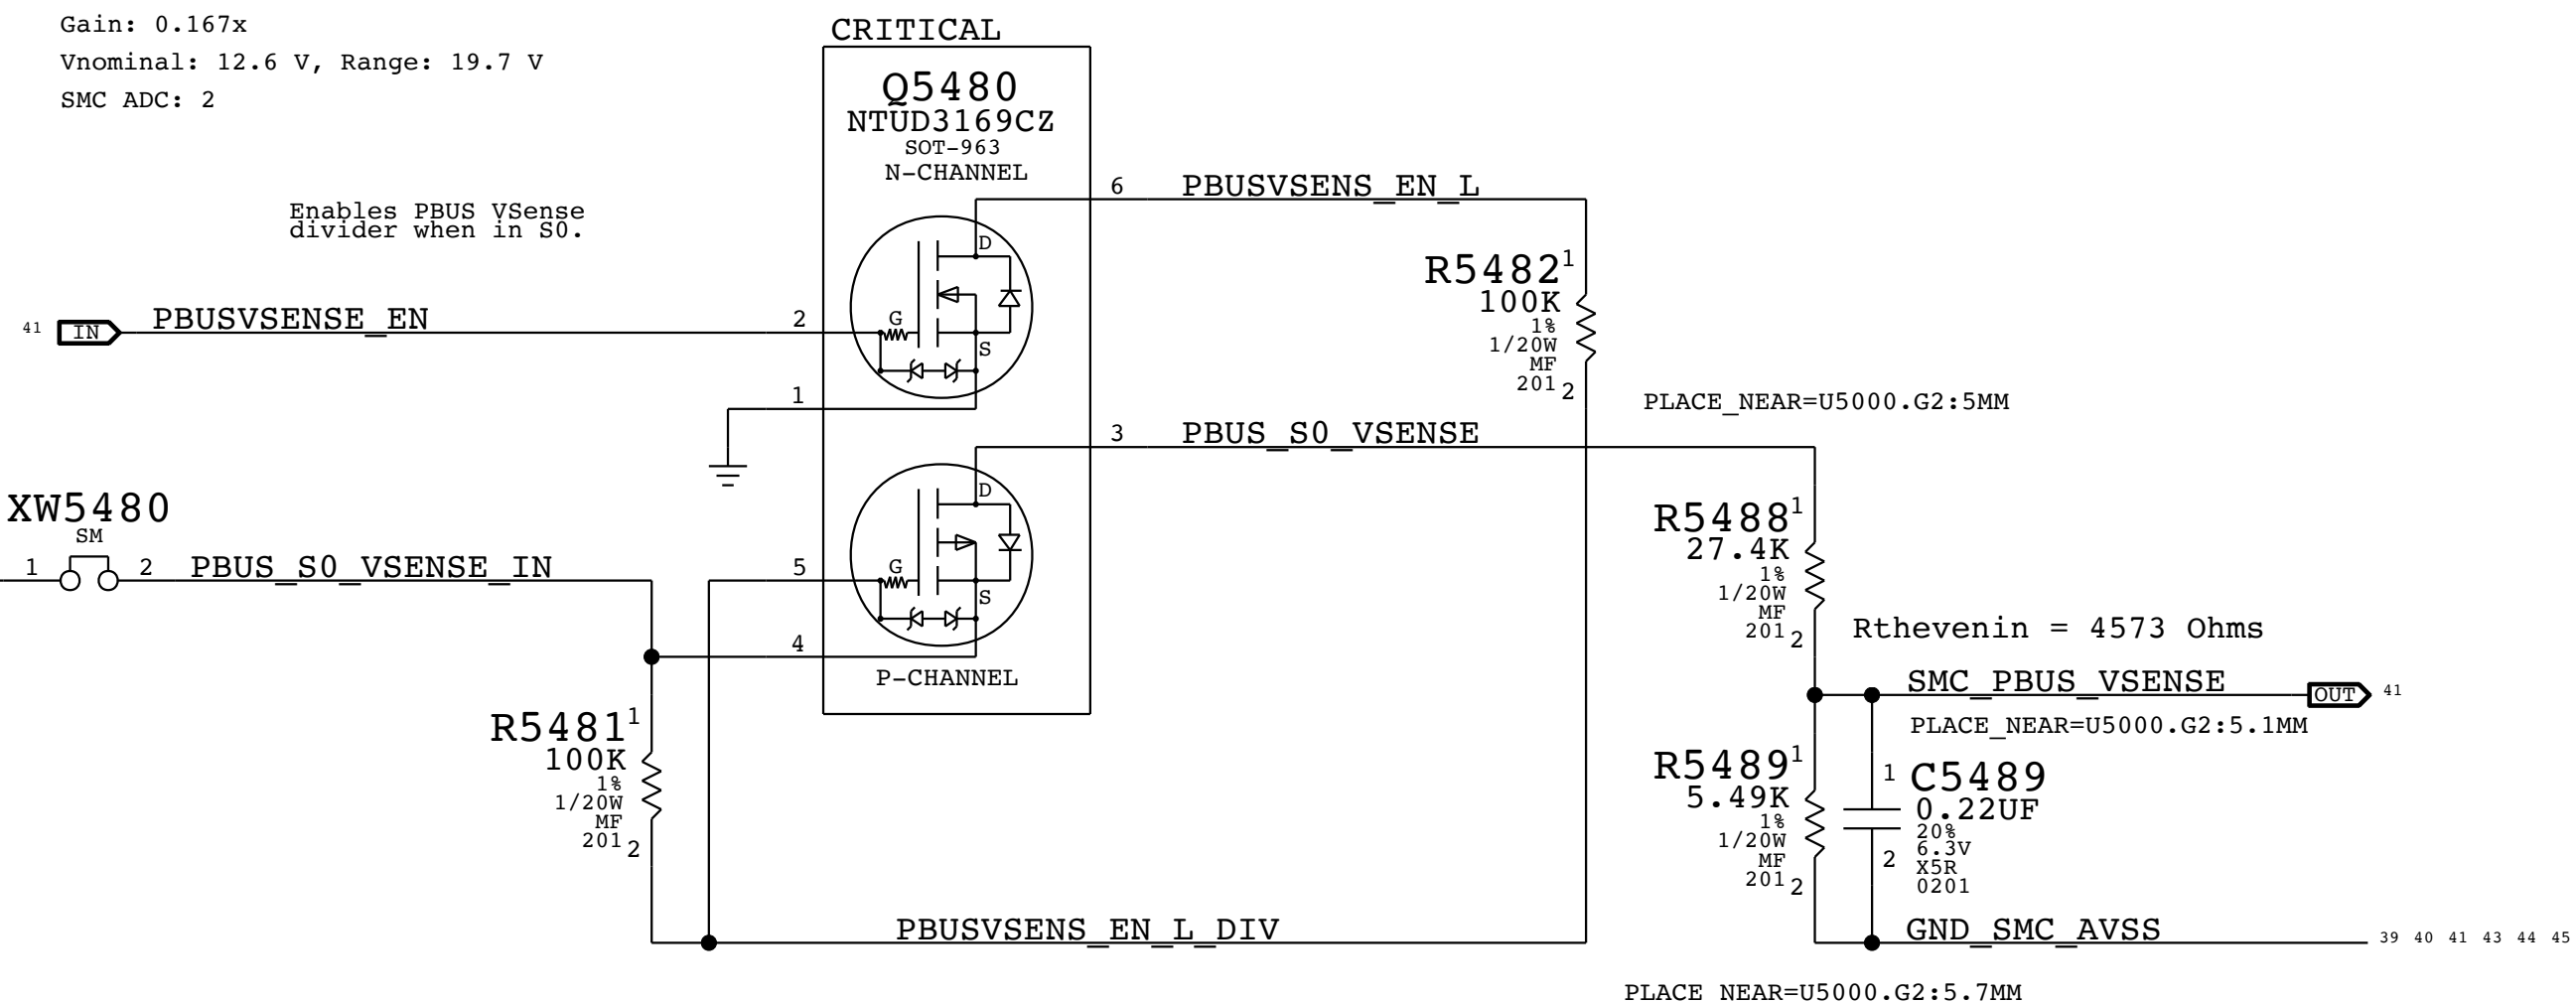 Gain: 0.167x
Vnominal: 12.6 V, Range: 19.7 V
SMC ADC: 2
CRITICAL
Q5480
NTUD3169CZ
SOT-963
N-CHANNEL
Enables PBUS VSense
divider when in S0.
6 PBUSVSENS_EN_L
D
R5482 1
100K
1%
1/20W
MF
201 2
41 IN PBUSVSENSE_EN 2
G
S
1
PLACE_NEAR=U5000.G2:5MM
3 PBUS_S0_VSENSE
D
XW5480
SM
1 2 PBUS_S0_VSENSE_IN
5
G
S
4
P-CHANNEL
R5488 1
27.4K
1%
1/20W
MF
201 2
Rthevenin = 4573 Ohms
SMC_PBUS_VSENSE OUT 41
PLACE_NEAR=U5000.G2:5.1MM
R5481 1
100K
1%
1/20W
MF
201 2
R5489 1
5.49K
1%
1/20W
MF
201 2
1 C5489
0.22UF
20%
6.3V
2 X5R
0201
PBUSVSENS_EN_L_DIV
GND_SMC_AVSS 39 40 41 43 44 45
PLACE_NEAR=U5000.G2:5.7MM